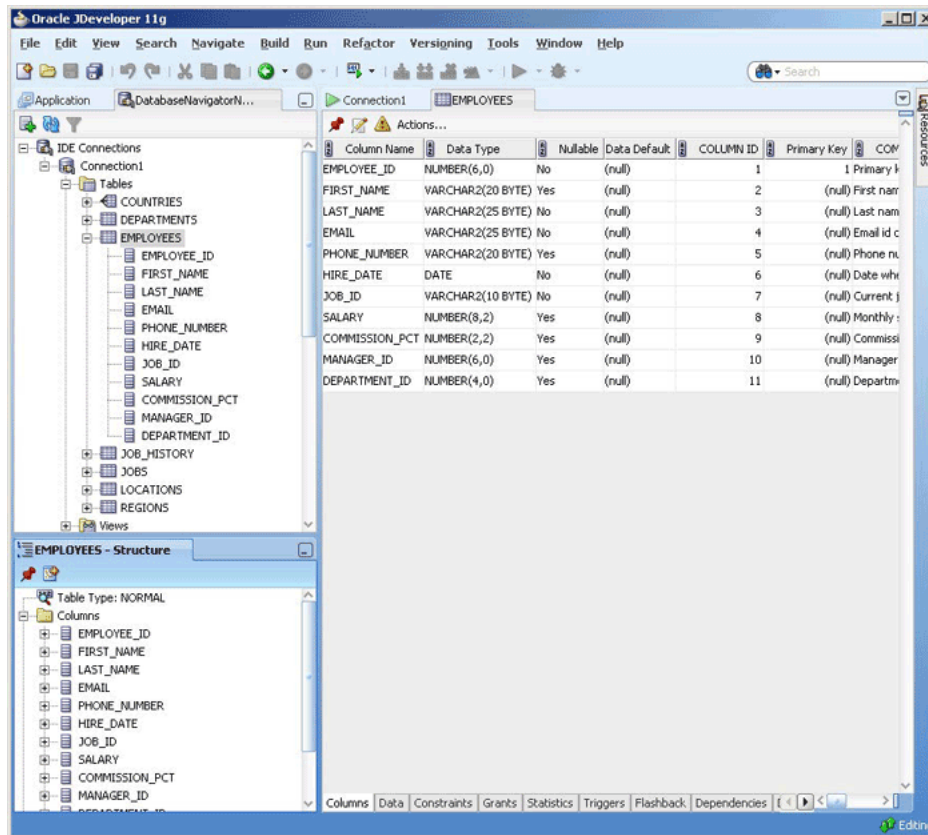 Oracle JDeveloper 11g
File Edit View Search Navigate Build Run Refactor Versioning Tools Window Help
Search
Application
DatabaseNavigatorN...
IDE Connections
Connection1
Tables
COUNTRIES
DEPARTMENTS
EMPLOYEES
EMPLOYEE_ID
FIRST_NAME
LAST_NAME
EMAIL
PHONE_NUMBER
HIRE_DATE
JOB_ID
SALARY
COMMISSION_PCT
MANAGER_ID
DEPARTMENT_ID
JOB_HISTORY
JOBS
LOCATIONS
REGIONS
Views
EMPLOYEES - Structure
Table Type: NORMAL
Columns
EMPLOYEE_ID
FIRST_NAME
LAST_NAME
EMAIL
PHONE_NUMBER
HIRE_DATE
JOB_ID
SALARY
COMMISSION_PCT
MANAGER_ID
Connection1
EMPLOYEES
Actions...
Column Name Data Type Nullable Data Default COLUMN ID Primary Key COM
EMPLOYEE_ID NUMBER(6,0) No (null) 1 1 Primary k
FIRST_NAME VARCHAR2(20 BYTE) Yes (null) 2 (null) First nam
LAST_NAME VARCHAR2(25 BYTE) No (null) 3 (null) Last nam
EMAIL VARCHAR2(25 BYTE) No (null) 4 (null) Email id o
PHONE_NUMBER VARCHAR2(20 BYTE) Yes (null) 5 (null) Phone nu
HIRE_DATE DATE No (null) 6 (null) Date whe
JOB_ID VARCHAR2(10 BYTE) No (null) 7 (null) Current j
SALARY NUMBER(8,2) Yes (null) 8 (null) Monthly
COMMISSION_PCT NUMBER(2,2) Yes (null) 9 (null) Commissi
MANAGER_ID NUMBER(6,0) Yes (null) 10 (null) Manager
DEPARTMENT_ID NUMBER(4,0) Yes (null) 11 (null) Departm
Columns Data Constraints Grants Statistics Triggers Flashback Dependencies
Resources
Editing